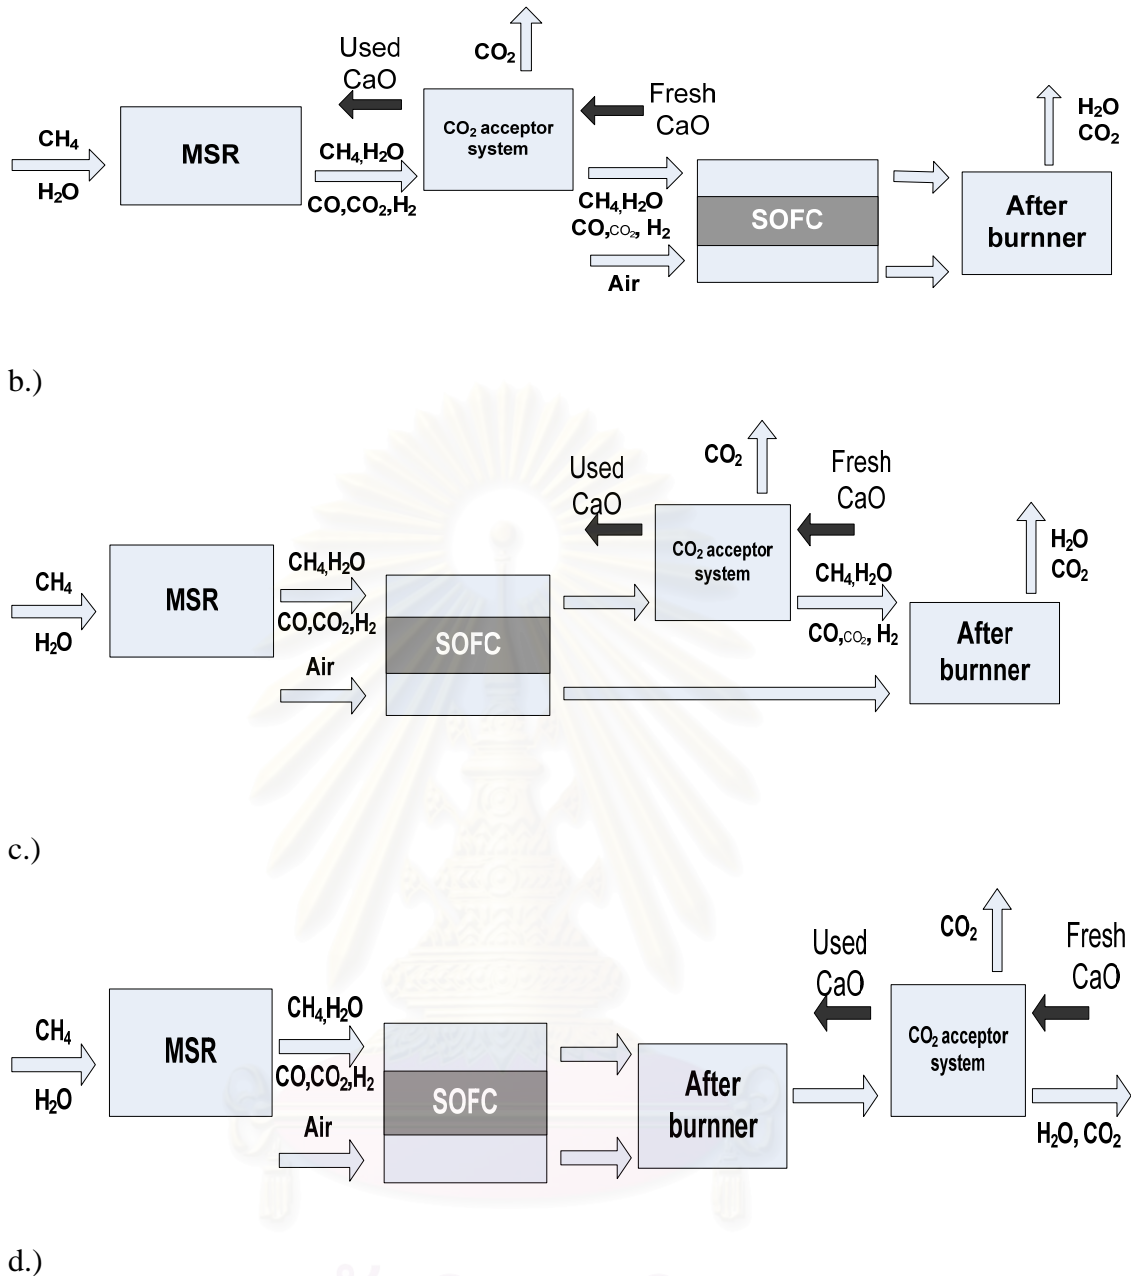 CO₂
Used
CaO
Fresh
CaO
CH₄
H₂O
MSR
CH₄,H₂O
CO,CO₂,H₂
CO₂ acceptor
system
CH₄,H₂O
CO,CO₂, H₂
Air
SOFC
After
burnner
H₂O
CO₂
b.)
CO₂
Used
CaO
Fresh
CaO
CH₄
H₂O
MSR
CH₄,H₂O
CO,CO₂,H₂
Air
SOFC
CO₂ acceptor
system
CH₄,H₂O
CO,CO₂, H₂
After
burnner
H₂O
CO₂
c.)
CO₂
Used
CaO
Fresh
CaO
CH₄
H₂O
MSR
CH₄,H₂O
CO,CO₂,H₂
Air
SOFC
After
burnner
CO₂ acceptor
system
H₂O, CO₂
d.)